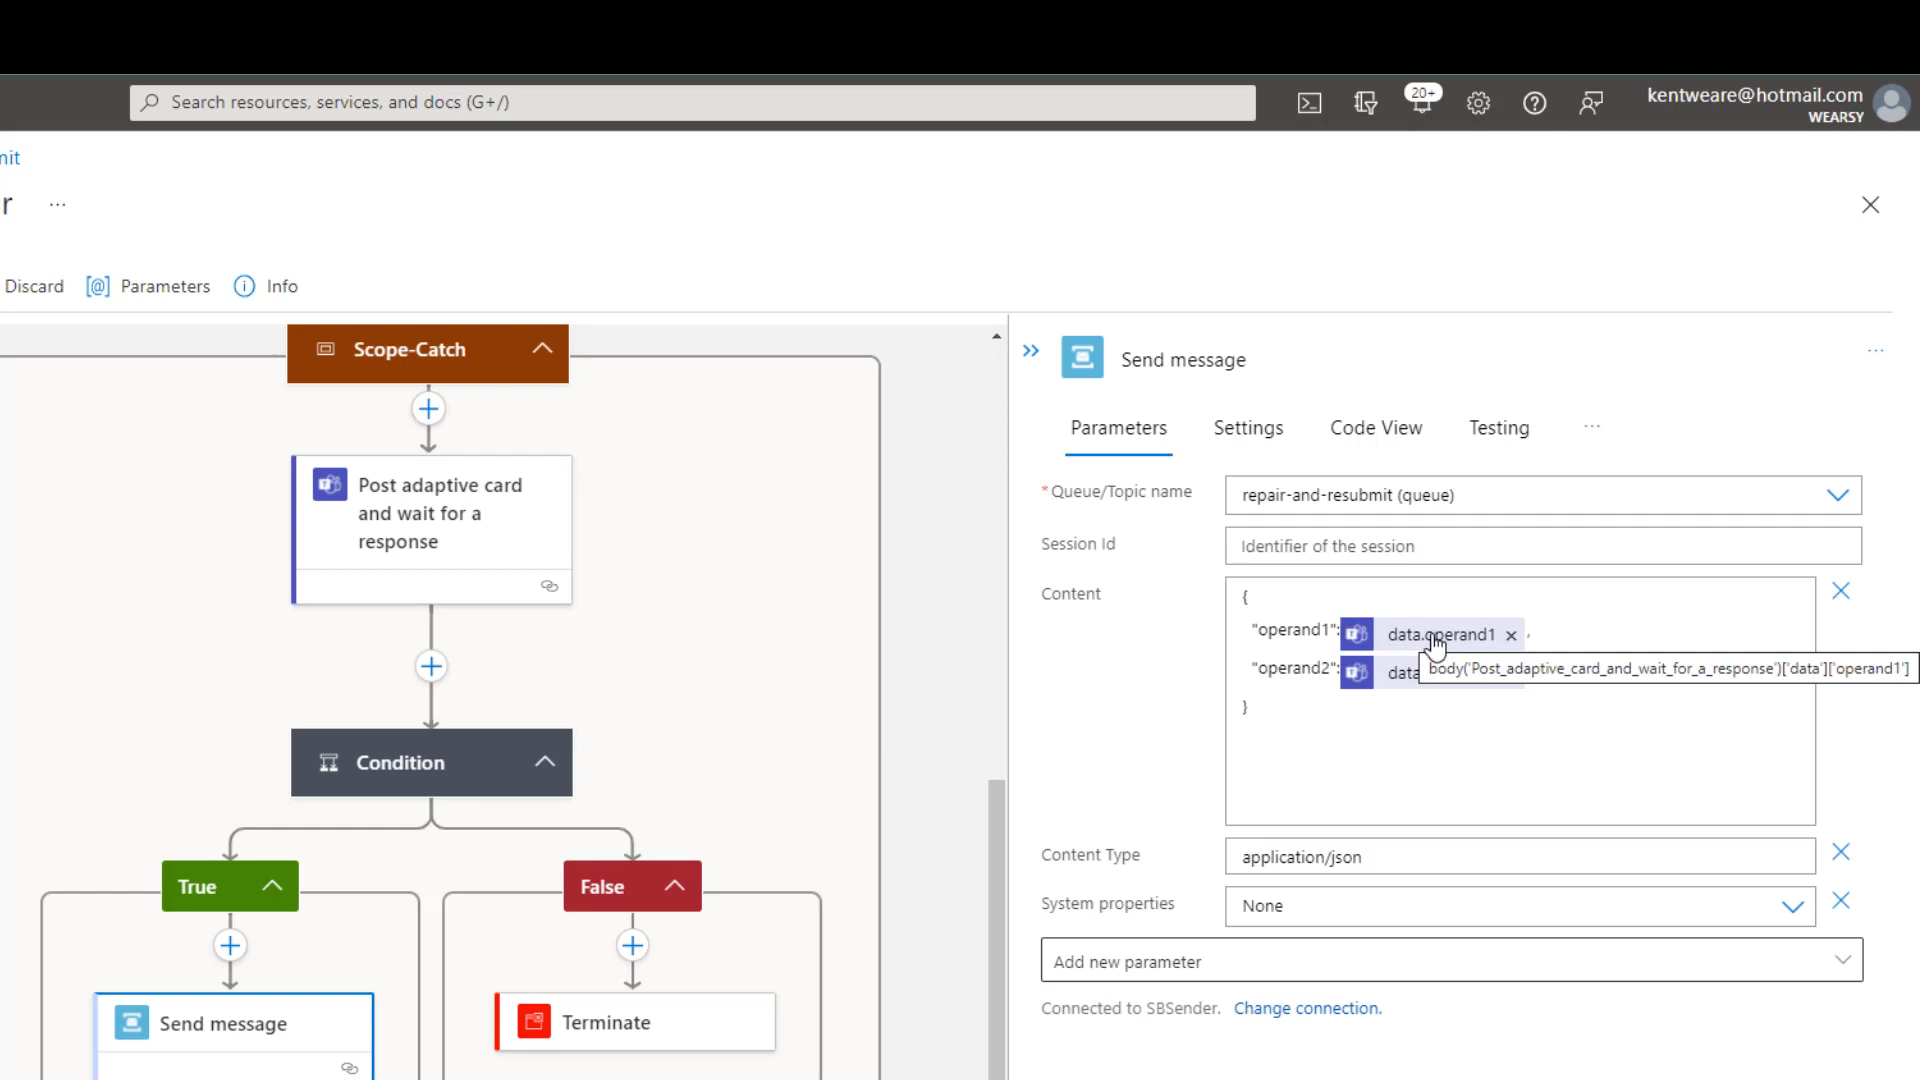 Search resources, services, and docs (G+/)
20+
kentweare@hotmail.com
WEARSY
nit
r ...
Discard
Parameters
Info
Scope-Catch
Post adaptive card
and wait for a
response
Condition
True
False
Send message
Terminate
Send message
Parameters
Settings
Code View
Testing
* Queue/Topic name
repair-and-resubmit (queue)
Session Id
Identifier of the session
Content
{
"operand1": data.operand1 × ,
"operand2": data
body('Post_adaptive_card_and_wait_for_a_response')['data']['operand1']
}
Content Type
application/json
System properties
None
Add new parameter
Connected to SBSender. Change connection.